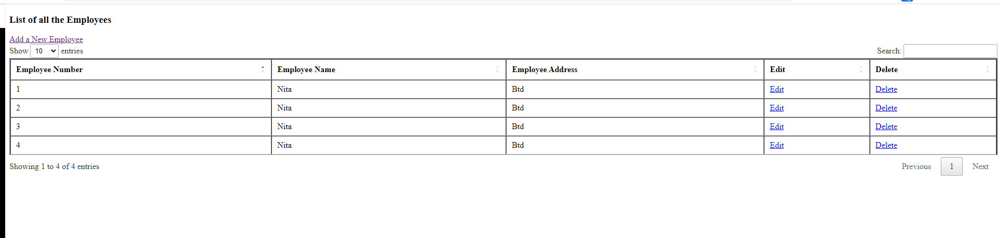 List of all the Employees
Add a New Employee
Show 10 entries Search:
Employee Number Employee Name Employee Address Edit Delete
1 Nita Btd Edit Delete
2 Nita Btd Edit Delete
3 Nita Btd Edit Delete
4 Nita Btd Edit Delete
Showing 1 to 4 of 4 entries Previous 1 Next